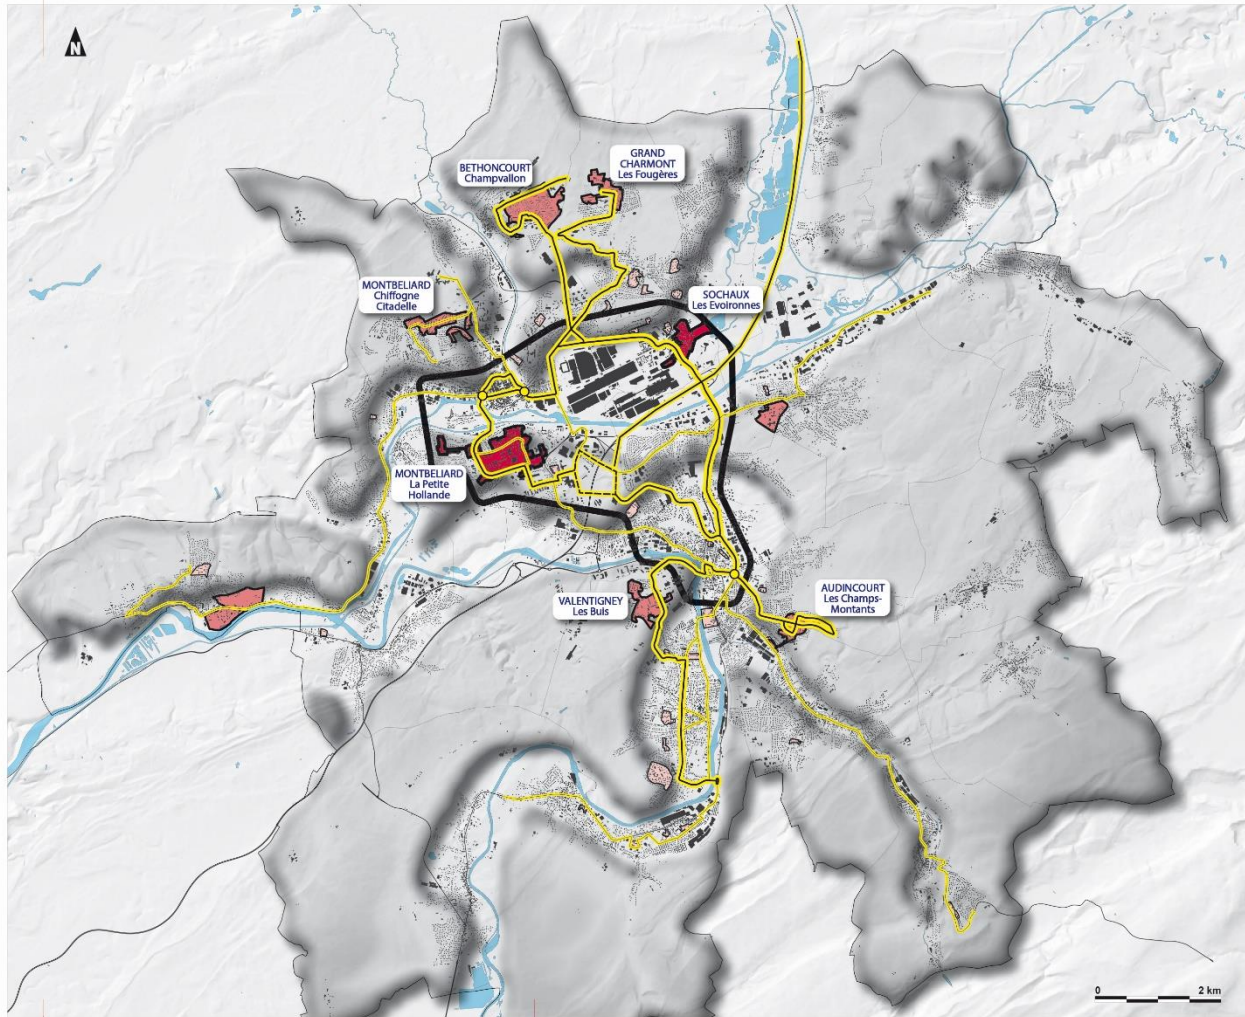 N
BETHONCOURT
Champvallon
GRAND
CHARMONT
Les Fougères
MONTBELIARD
Chiffogne
Citadelle
SOCHAUX
Les Evoironnes
MONTBELIARD
La Petite
Hollande
VALENTIGNEY
Les Buis
AUDINCOURT
Les Champs-
Montants
0 2 km